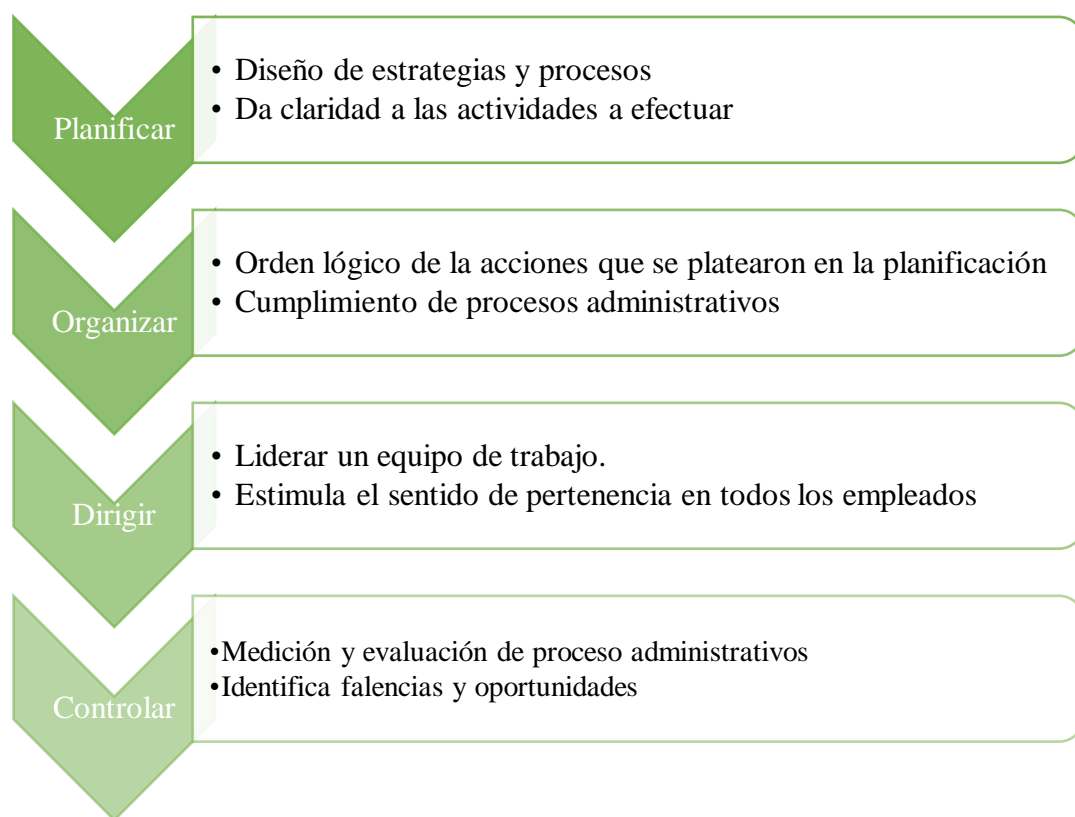 Planificar
• Diseño de estrategias y procesos
• Da claridad a las actividades a efectuar
Organizar
• Orden lógico de la acciones que se platearon en la planificación
• Cumplimiento de procesos administrativos
Dirigir
• Liderar un equipo de trabajo.
• Estimula el sentido de pertenencia en todos los empleados
Controlar
•Medición y evaluación de proceso administrativos
•Identifica falencias y oportunidades